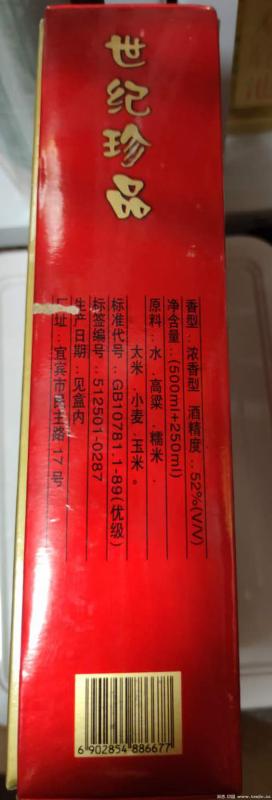 世纪珍品
香型：浓香型 酒精度：52%(V/V)
净含量：(500ml+250ml)
原料：水.高粱.糯米.
大米.小麦.玉米。
标准代号：GB10781.1-89(优级)
标签编号：512501-0287
生产日期：见盒内
厂址：宜宾市民主路17号
6 902854 886677